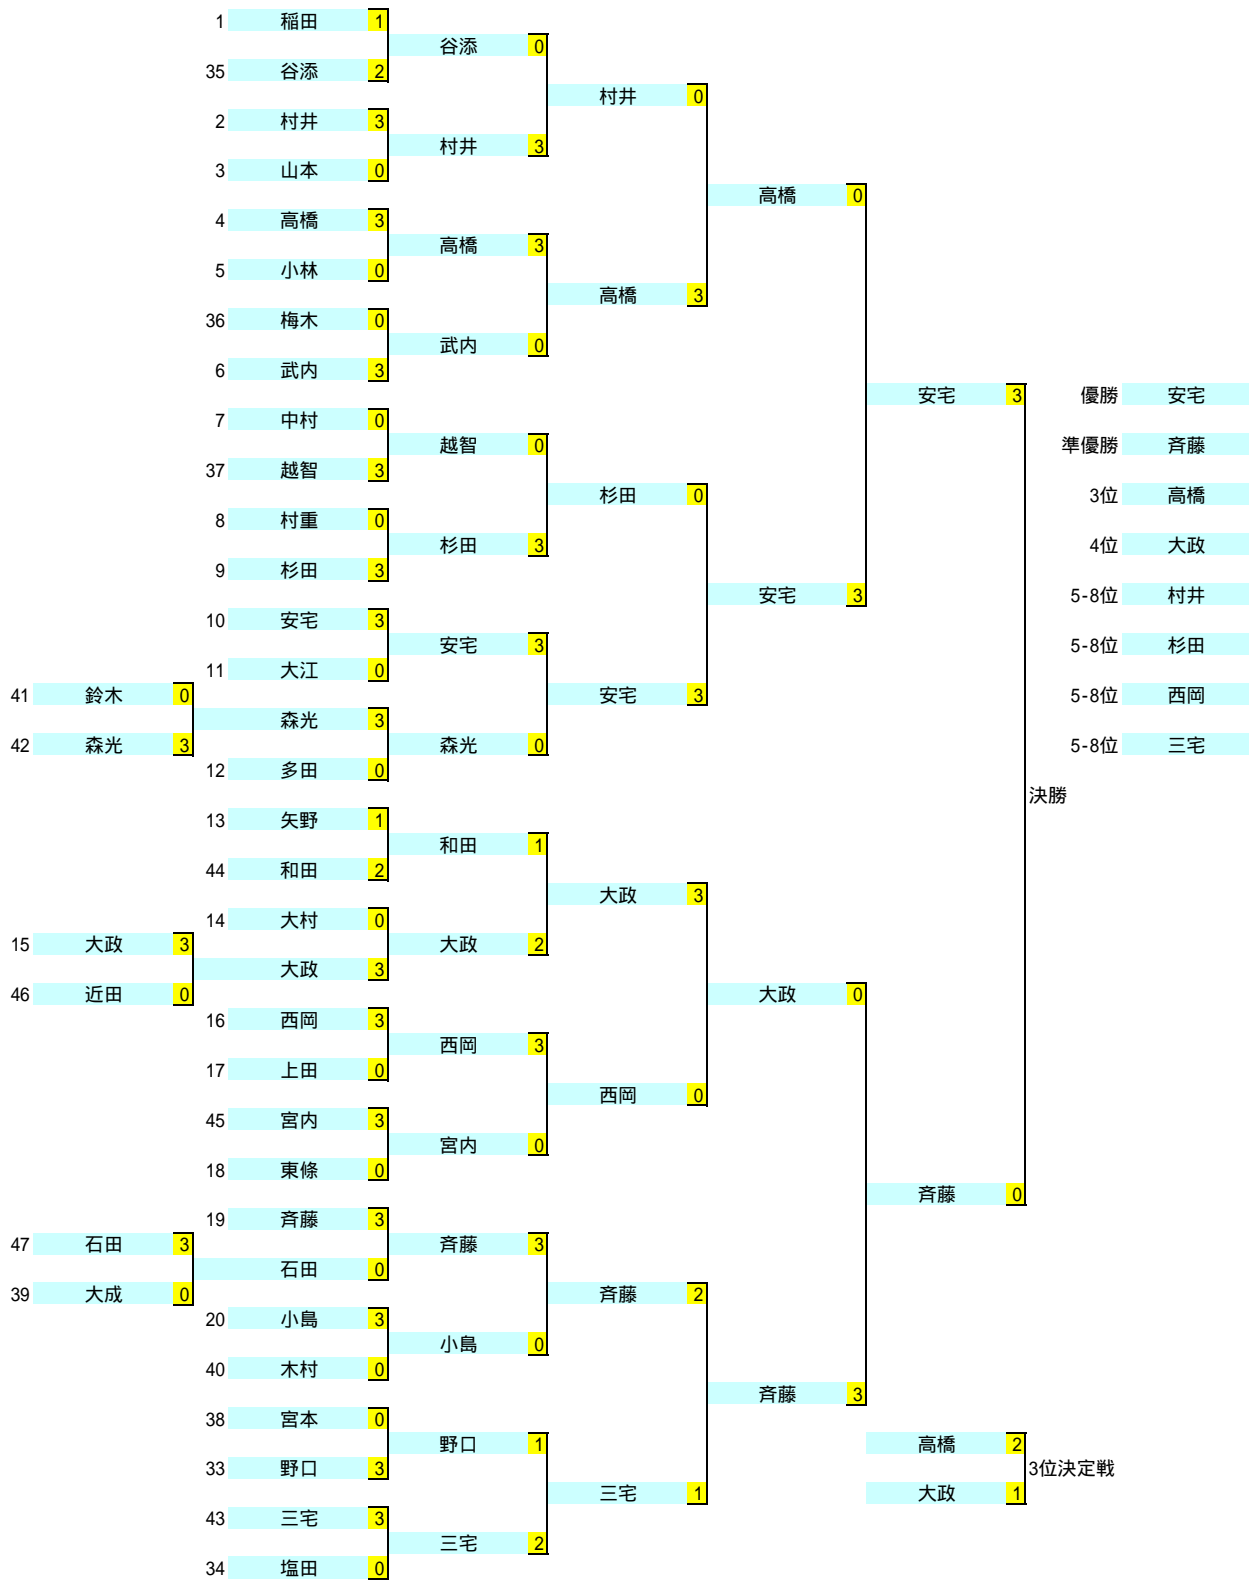 1 稲田 1
谷添 0
35 谷添 2
村井 0
2 村井 3
村井 3
3 山本 0
高橋 0
4 高橋 3
高橋 3
5 小林 0
高橋 3
36 梅木 0
武内 0
6 武内 3
安宅 3 優勝 安宅
7 中村 0
越智 0 準優勝 斉藤
37 越智 3
杉田 0 3位 高橋
8 村重 0
杉田 3 4位 大政
9 杉田 3
安宅 3 5-8位 村井
10 安宅 3
安宅 3 5-8位 杉田
11 大江 0
41 鈴木 0 安宅 3 5-8位 西岡
森光 3
42 森光 3 森光 0 5-8位 三宅
12 多田 0
決勝
13 矢野 1
和田 1
44 和田 2
大政 3
14 大村 0
15 大政 3 大政 2
大政 3
46 近田 0 大政 0
16 西岡 3
西岡 3
17 上田 0
西岡 0
45 宮内 3
宮内 0
18 東條 0
斉藤 0
19 斉藤 3
47 石田 3 斉藤 3
石田 0
39 大成 0 斉藤 2
20 小島 3
小島 0
40 木村 0
斉藤 3
38 宮本 0
野口 1 高橋 2
33 野口 3 3位決定戦
三宅 1 大政 1
43 三宅 3
三宅 2
34 塩田 0